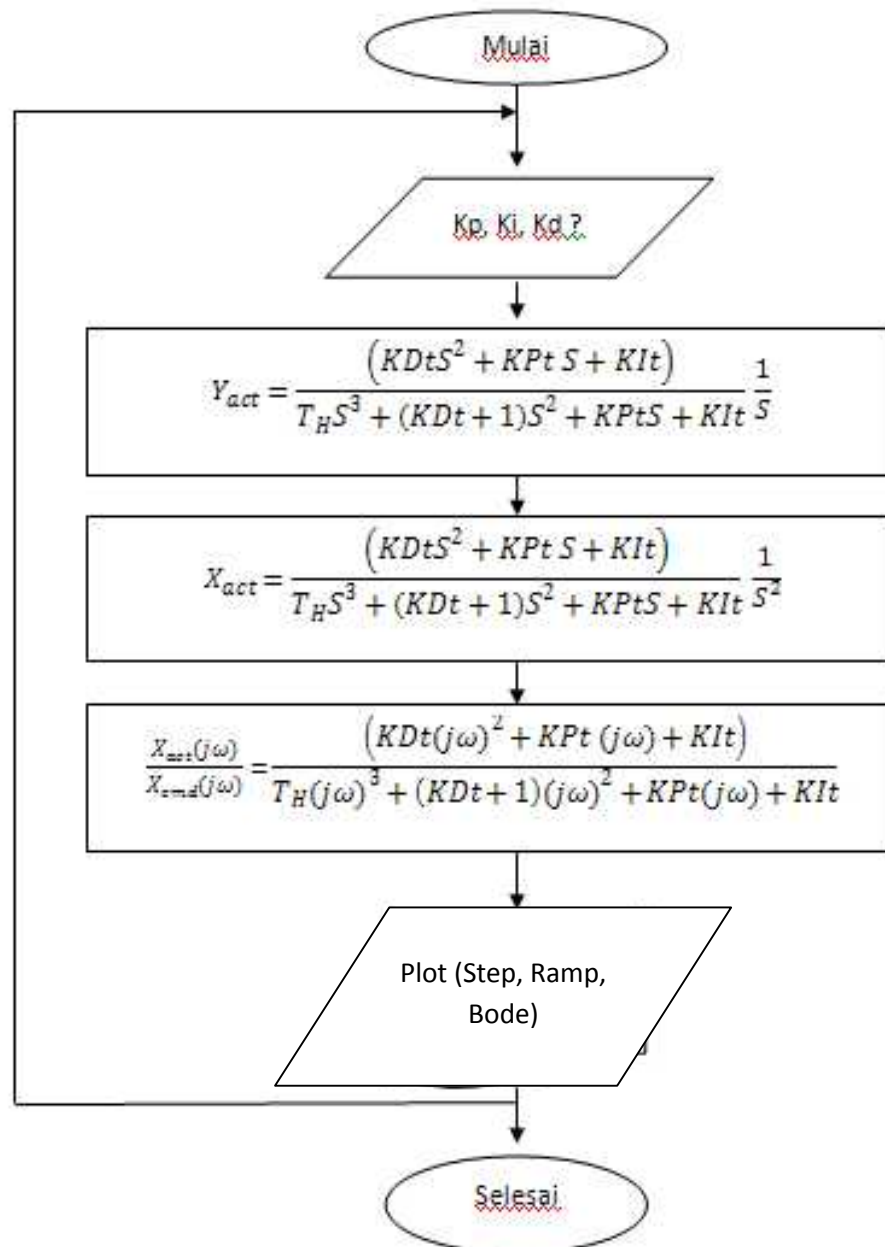 Mulai
Kp, Ki, Kd ?
Y_act = (KDtS^2 + KPt S + KIt) / (T_H S^3 + (KDt + 1)S^2 + KPtS + KIt) 1/S
X_act = (KDtS^2 + KPt S + KIt) / (T_H S^3 + (KDt + 1)S^2 + KPtS + KIt) 1/S^2
X_act(jω) / X_cmd(jω) = (KDt(jω)^2 + KPt (jω) + KIt) / (T_H(jω)^3 + (KDt + 1)(jω)^2 + KPt(jω) + KIt)
Plot (Step, Ramp,
Bode)
Selesai